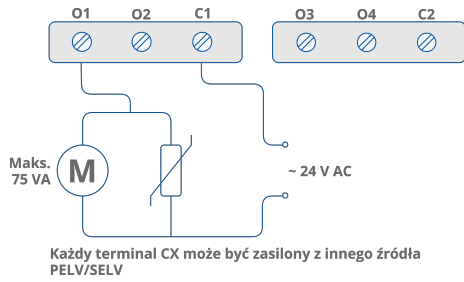 O1 O2 C1 O3 O4 C2
Maks.
75 VA
M
~ 24 V AC
Każdy terminal CX może być zasilony z innego źródła
PELV/SELV